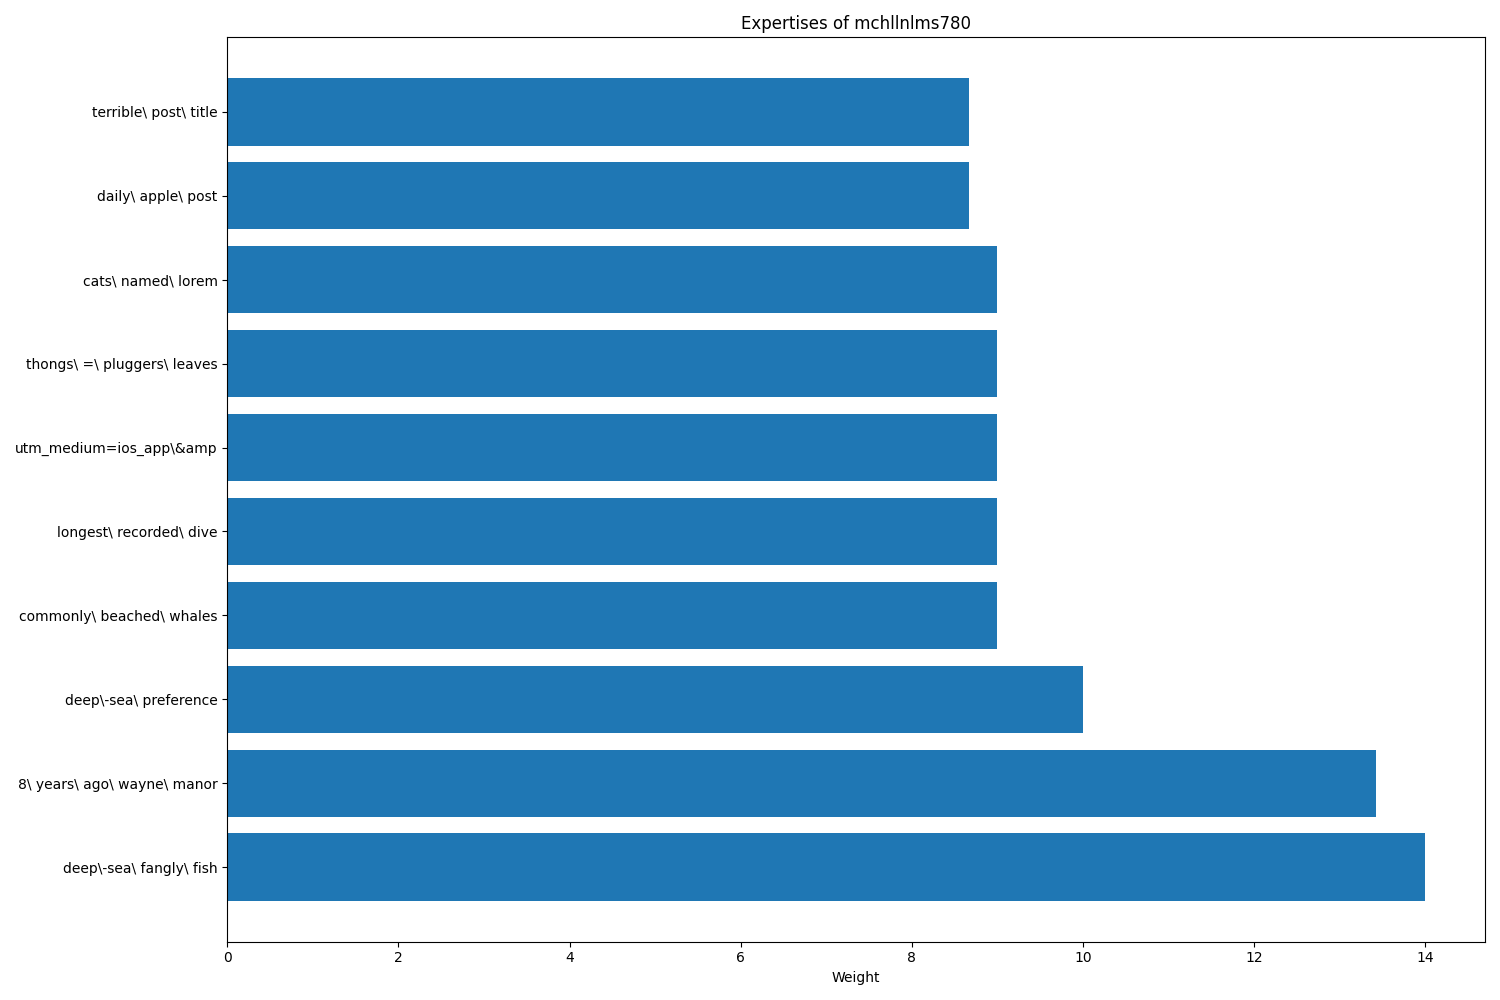 Expertises of mchllnlms780
terrible\ post\ title
daily\ apple\ post
cats\ named\ lorem
thongs\ =\ pluggers\ leaves
utm_medium=ios_app\&amp
longest\ recorded\ dive
commonly\ beached\ whales
deep\-sea\ preference
8\ years\ ago\ wayne\ manor
deep\-sea\ fangly\ fish
0 2 4 6 8 10 12 14
Weight